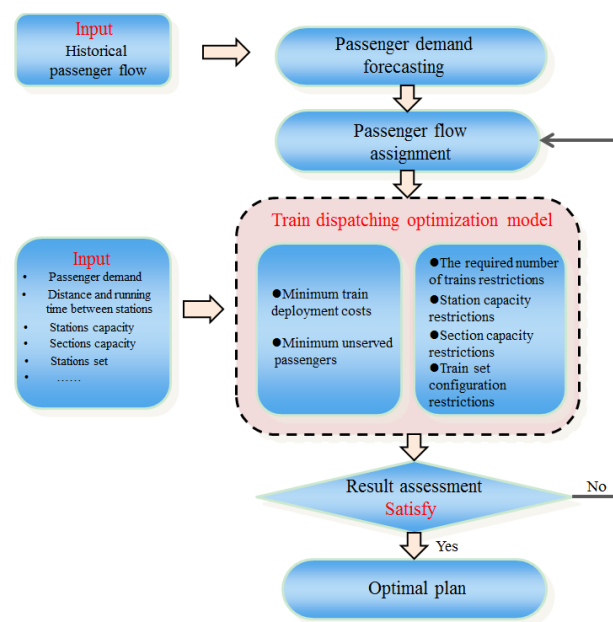 Input
Historical
passenger flow
Passenger demand
forecasting
Passenger flow
assignment
Train dispatching optimization model
Input
• Passenger demand
• Distance and running
time between stations
• Stations capacity
• Sections capacity
• Stations set
• ……
●Minimum train
deployment costs
●Minimum unserved
passengers
●The required number
of trains restrictions
●Station capacity
restrictions
●Section capacity
restrictions
●Train set
configuration
restrictions
Result assessment
Satisfy
No
Yes
Optimal plan